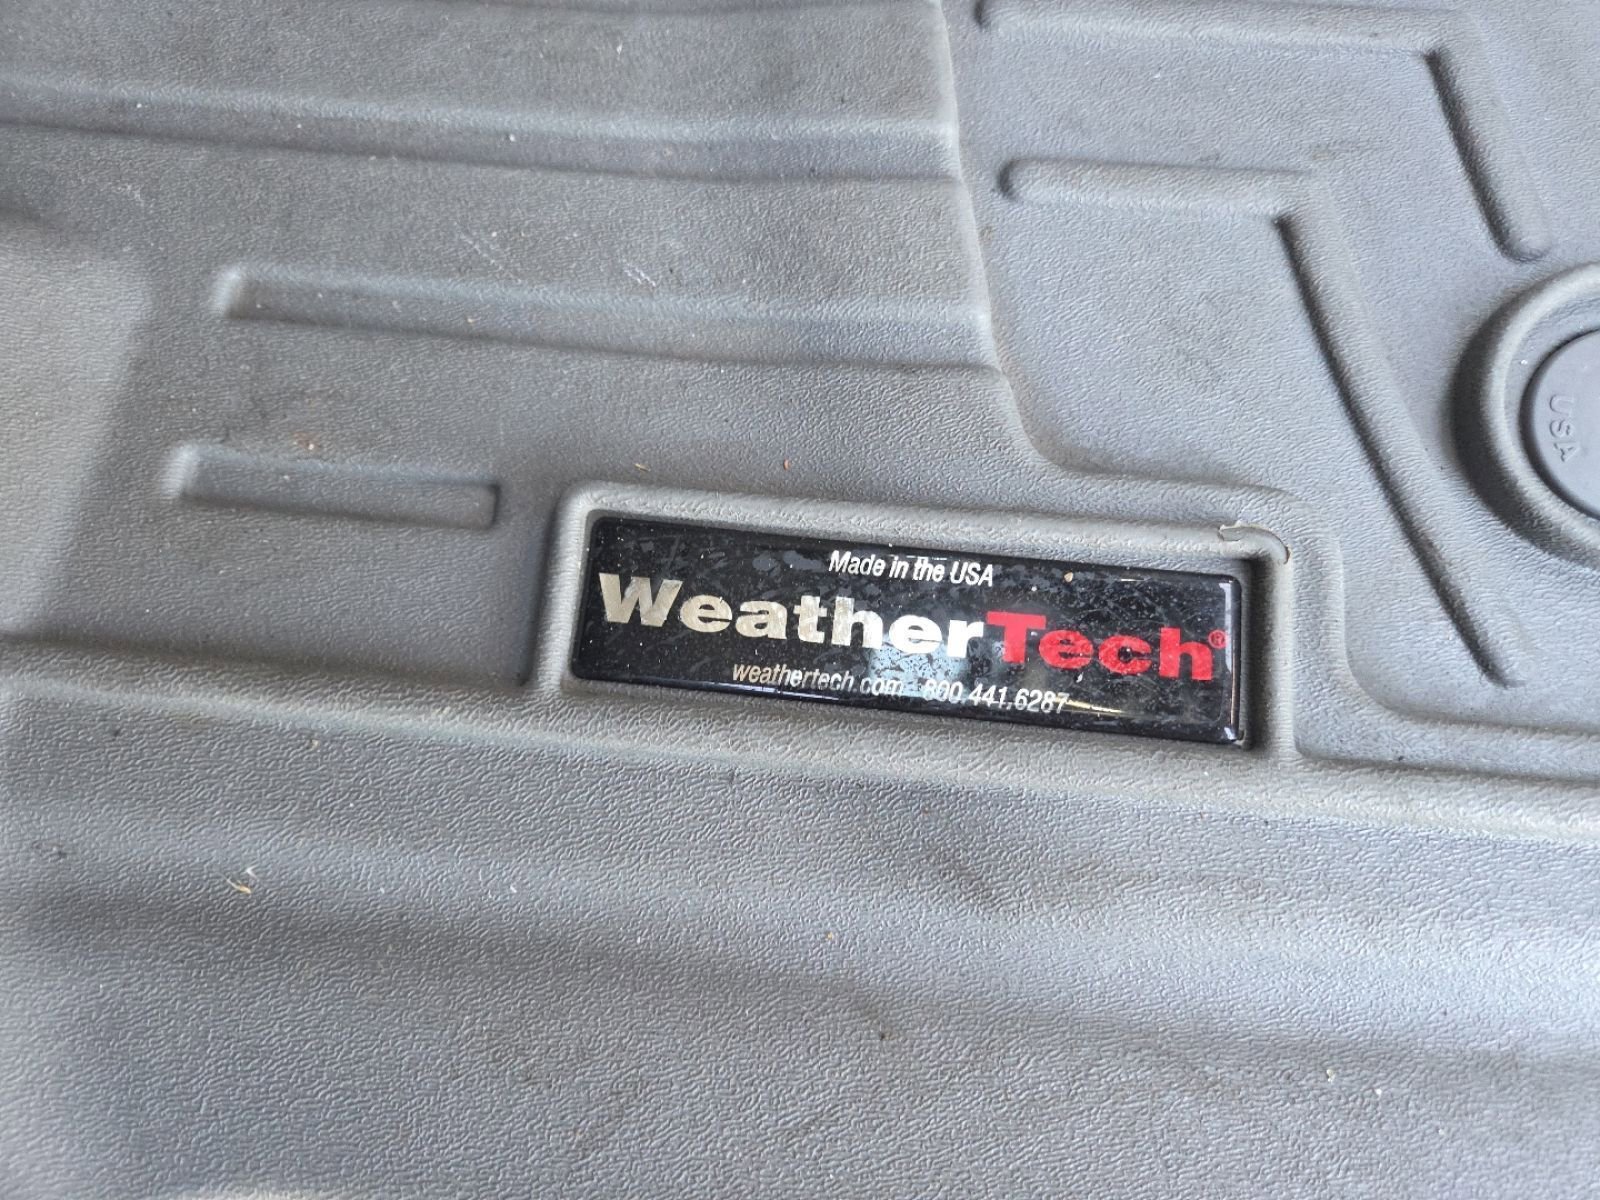 Made in the USA
WeatherTech®
weathertech.com 800.441.6287
USA